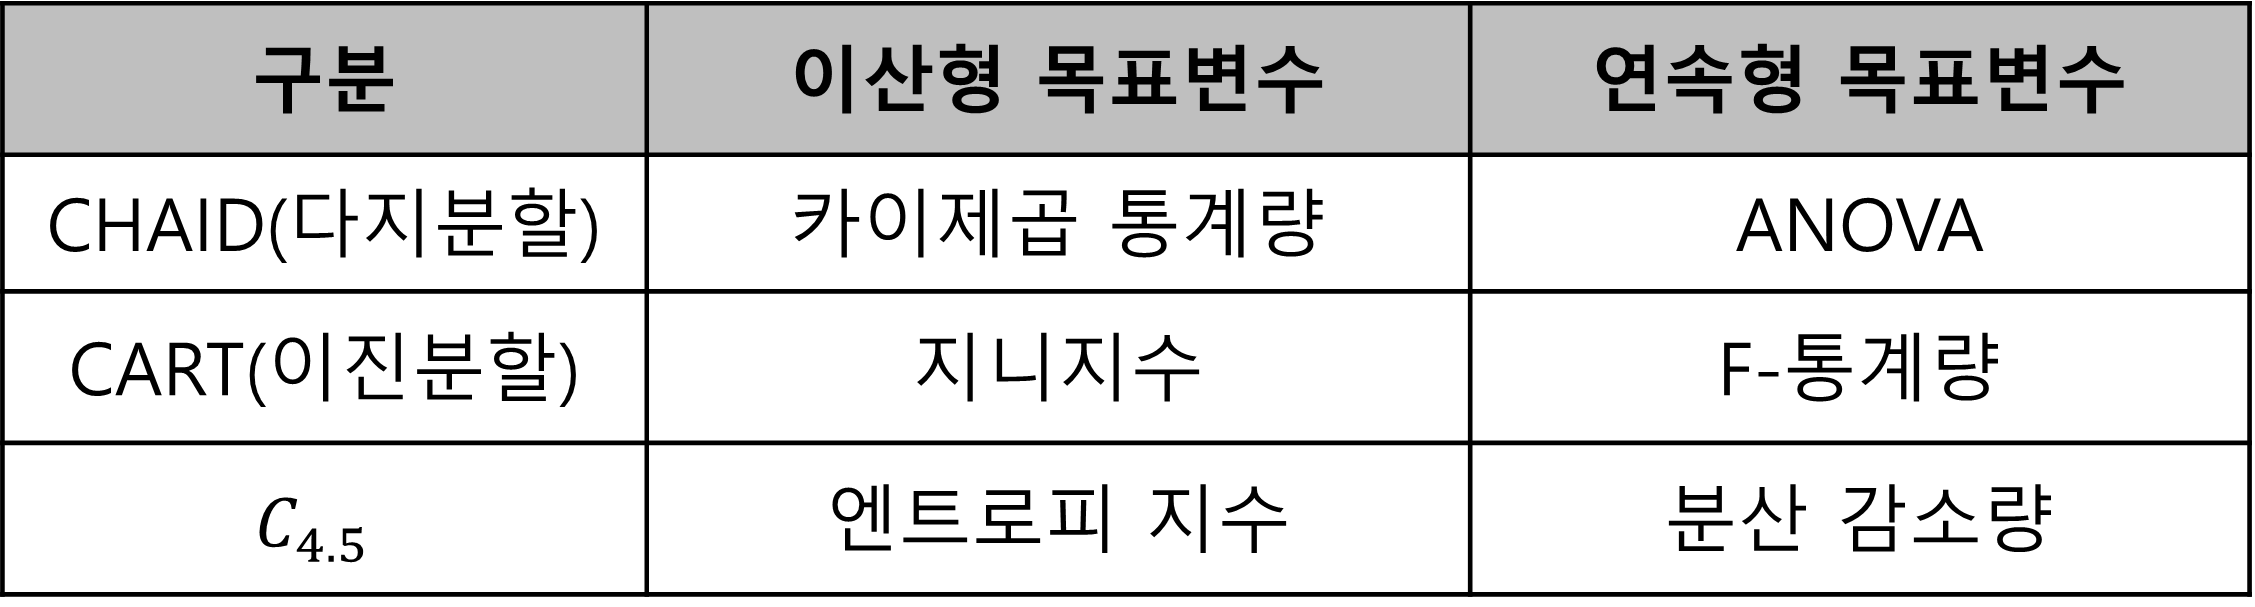 구분 이산형 목표변수 연속형 목표변수
CHAID(다지분할) 카이제곱 통계량 ANOVA
CART(이진분할) 지니지수 F-통계량
C4.5 엔트로피 지수 분산 감소량